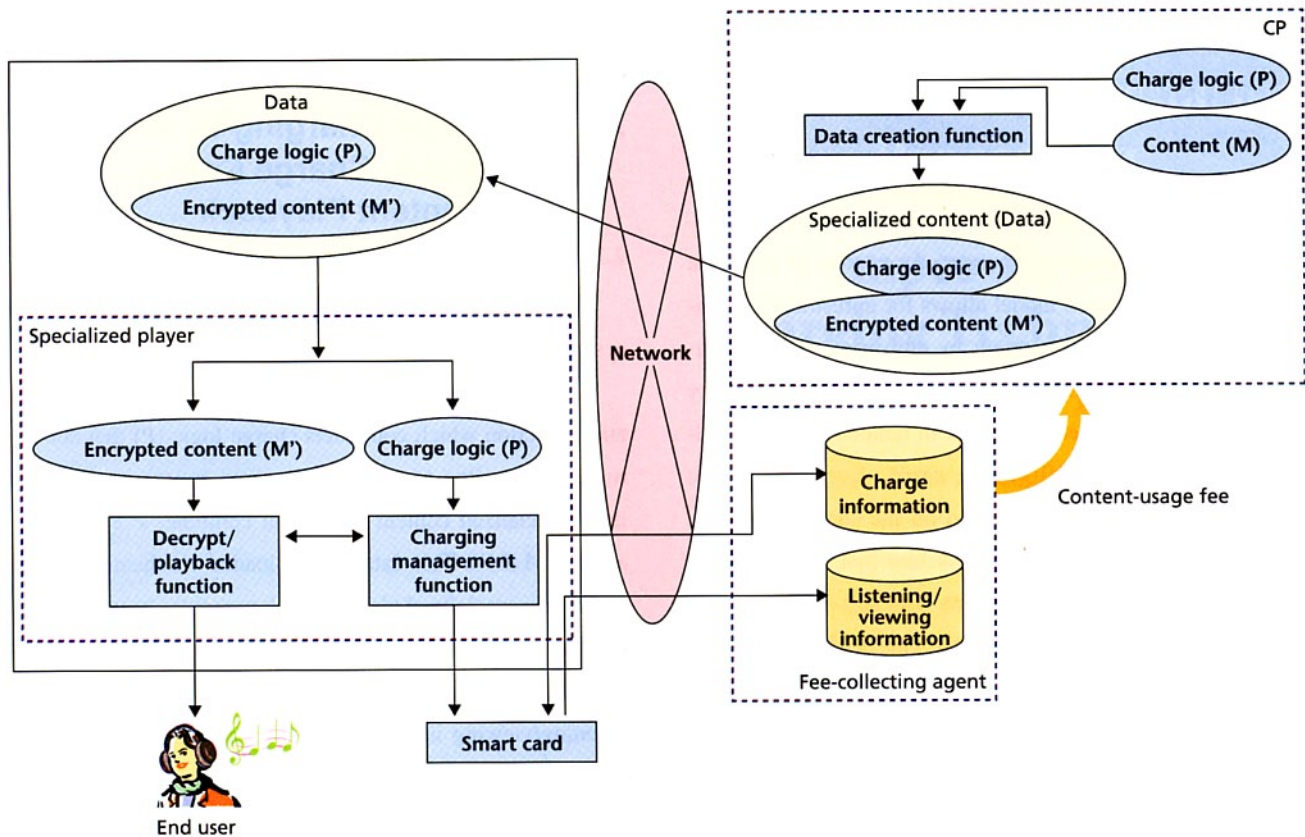 Data
Charge logic (P)
Encrypted content (M')
Specialized player
Encrypted content (M')
Charge logic (P)
Decrypt/
playback
function
Charging
management
function
End user
Smart card
Network
CP
Charge logic (P)
Data creation function
Content (M)
Specialized content (Data)
Charge logic (P)
Encrypted content (M')
Charge
information
Content-usage fee
Listening/
viewing
information
Fee-collecting agent